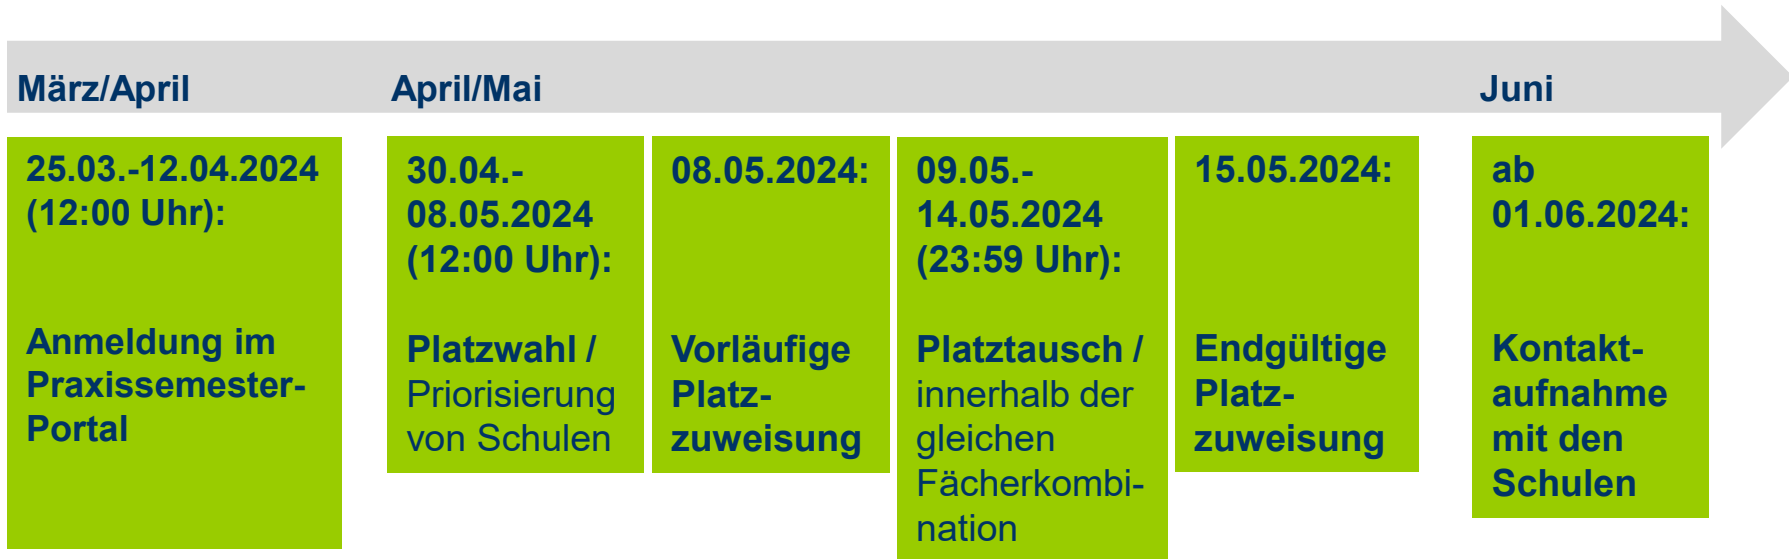 März/April
April/Mai
Juni
25.03.-12.04.2024
(12:00 Uhr):
Anmeldung im
Praxissemester-
Portal
30.04.-
08.05.2024
(12:00 Uhr):
Platzwahl /
Priorisierung
von Schulen
08.05.2024:
Vorläufige
Platz-
zuweisung
09.05.-
14.05.2024
(23:59 Uhr):
Platztausch /
innerhalb der
gleichen
Fächerkombi-
nation
15.05.2024:
Endgültige
Platz-
zuweisung
ab
01.06.2024:
Kontakt-
aufnahme
mit den
Schulen